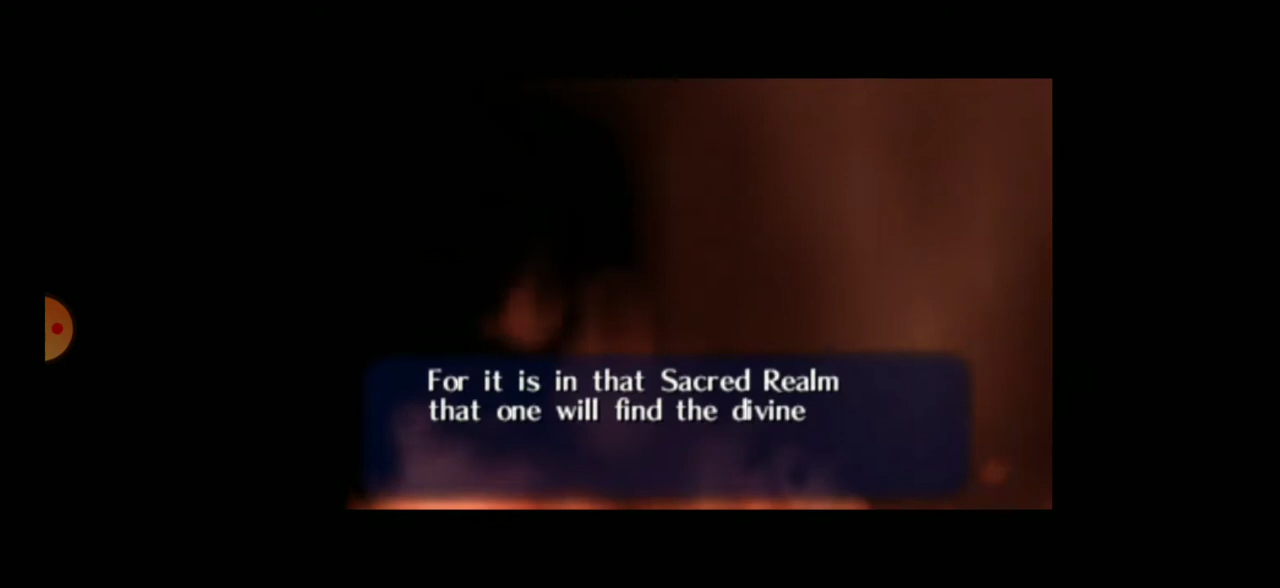 For it is in that Sacred Realm
that one will find the divine